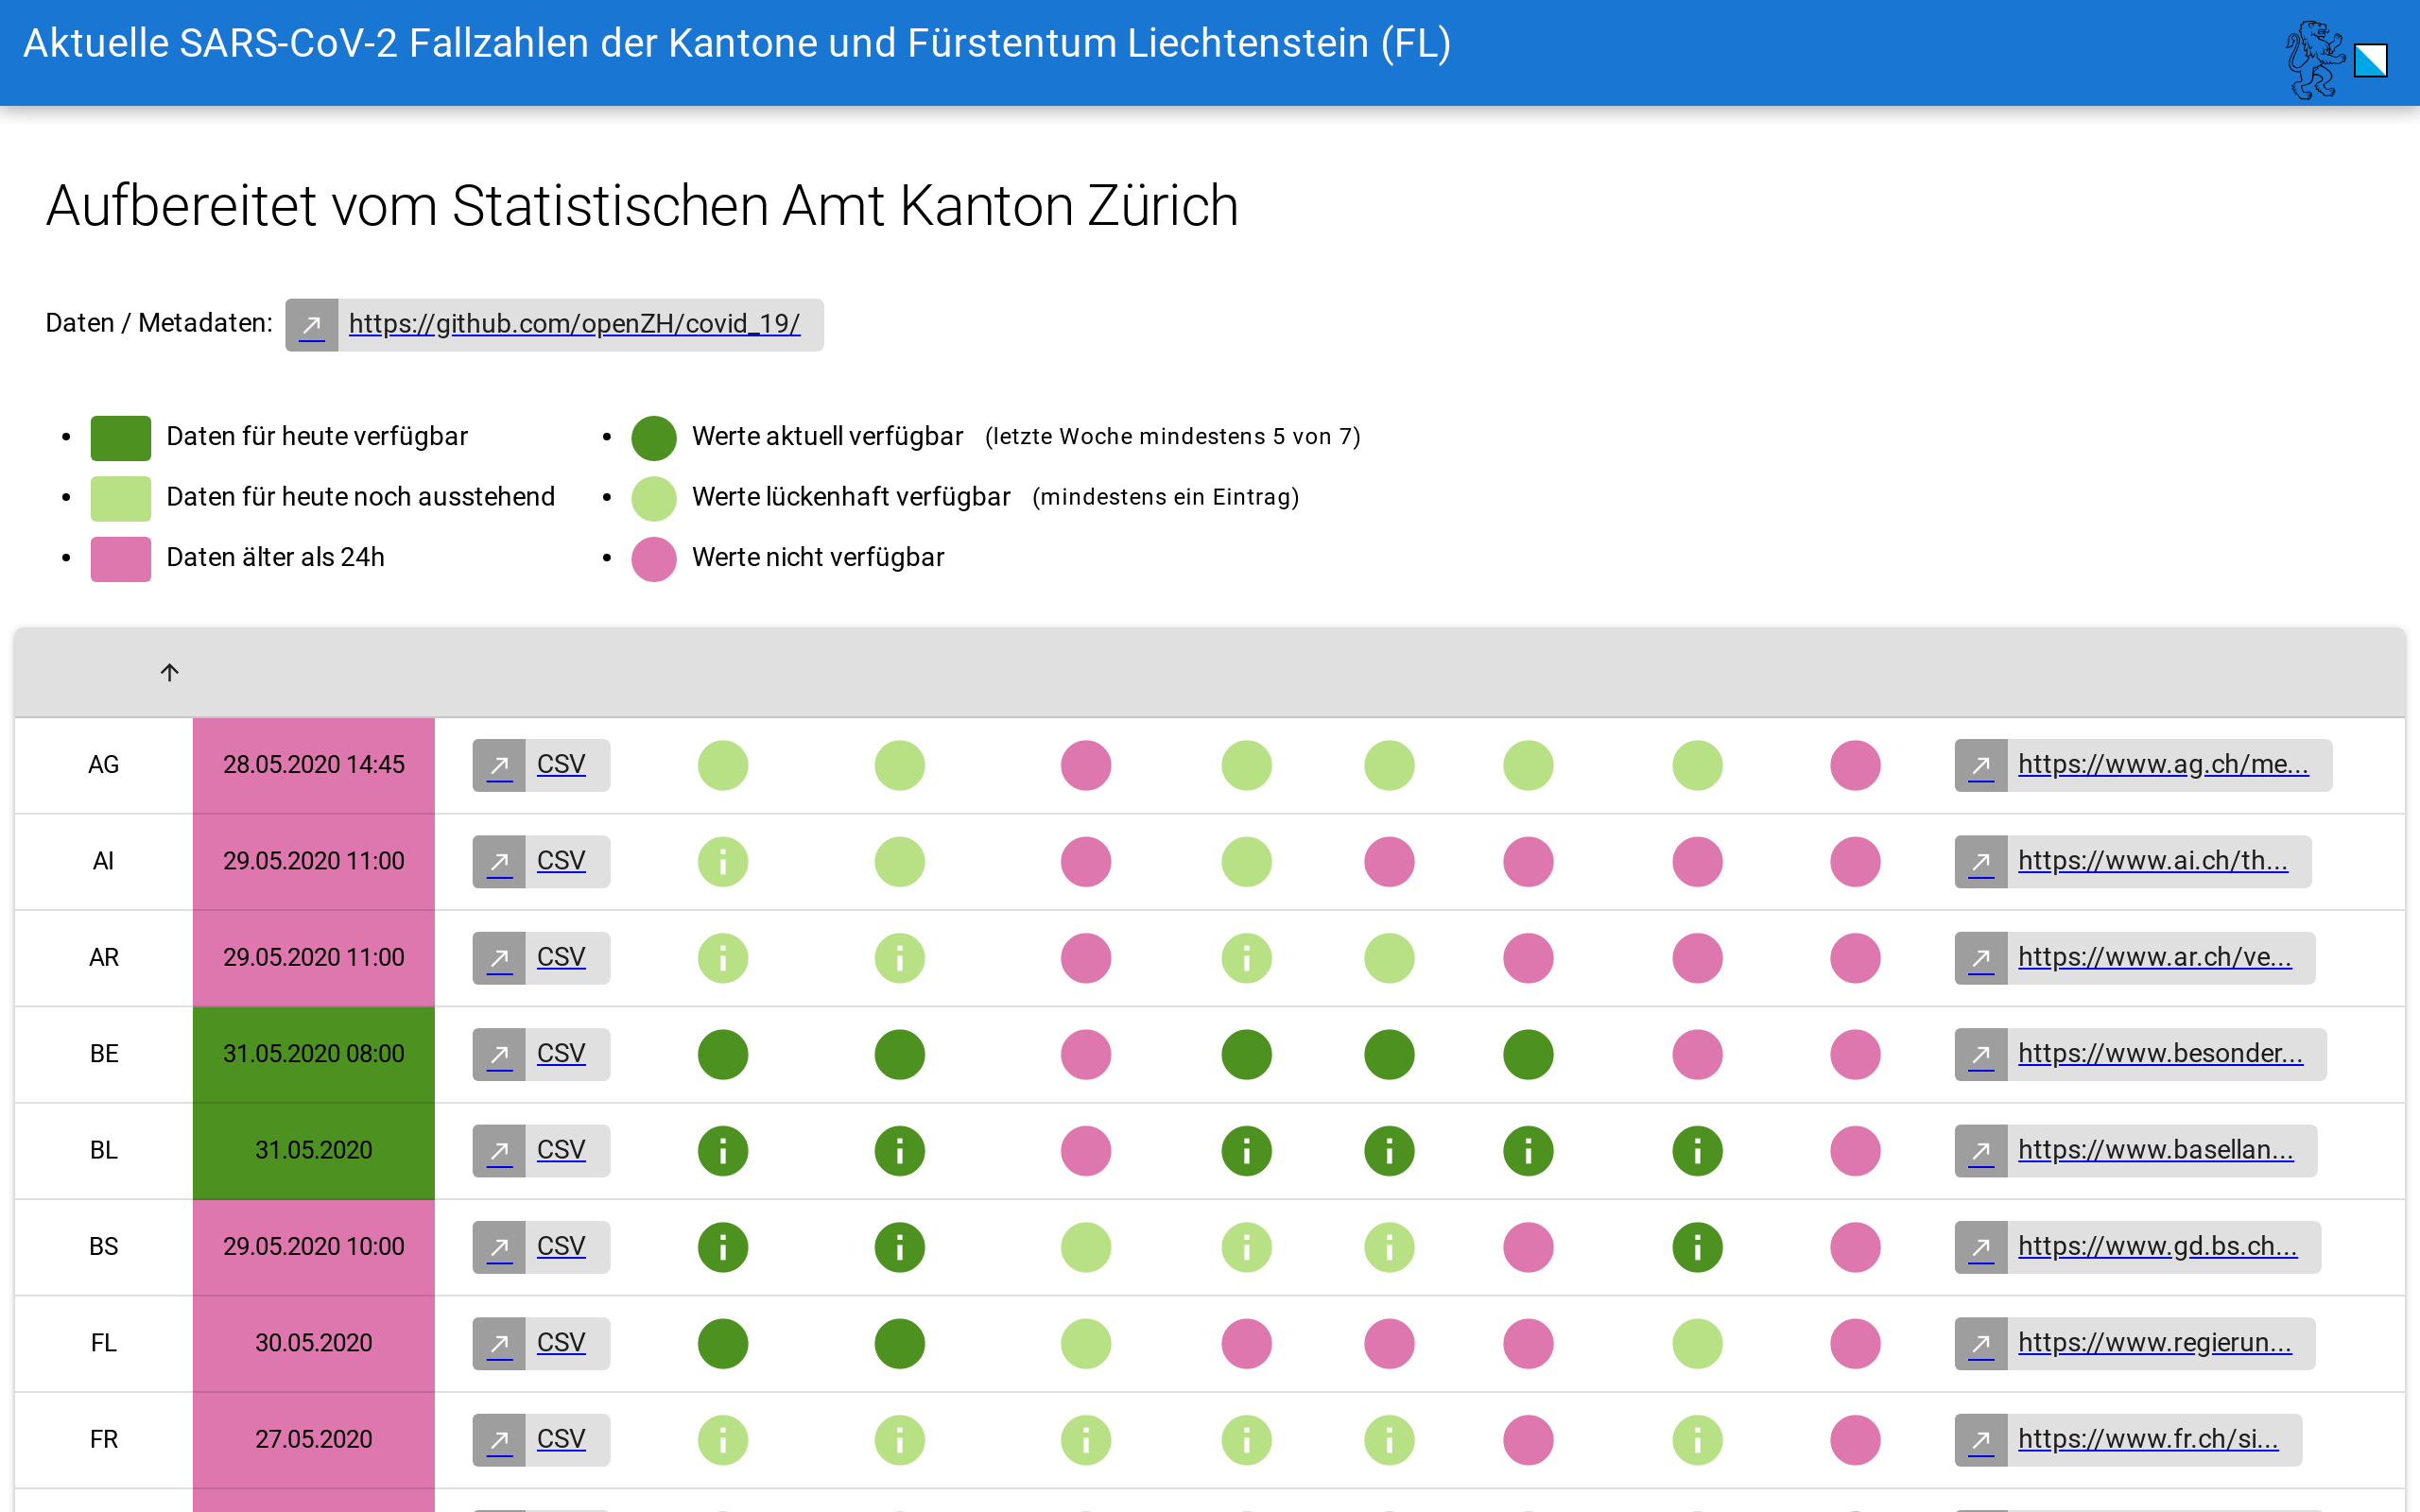 Aktuelle SARS-CoV-2 Fallzahlen der Kantone und Fürstentum Liechtenstein (FL)
Aufbereitet vom Statistischen Amt Kanton Zürich
Daten / Metadaten: https://github.com/openZH/covid_19/
Daten für heute verfügbar
Werte aktuell verfügbar (letzte Woche mindestens 5 von 7)
Daten für heute noch ausstehend
Werte lückenhaft verfügbar (mindestens ein Eintrag)
Daten älter als 24h
Werte nicht verfügbar
AG 28.05.2020 14:45 CSV https://www.ag.ch/me...
AI 29.05.2020 11:00 CSV https://www.ai.ch/th...
AR 29.05.2020 11:00 CSV https://www.ar.ch/ve...
BE 31.05.2020 08:00 CSV https://www.besonder...
BL 31.05.2020 CSV https://www.basellan...
BS 29.05.2020 10:00 CSV https://www.gd.bs.ch...
FL 30.05.2020 CSV https://www.regierun...
FR 27.05.2020 CSV https://www.fr.ch/si...